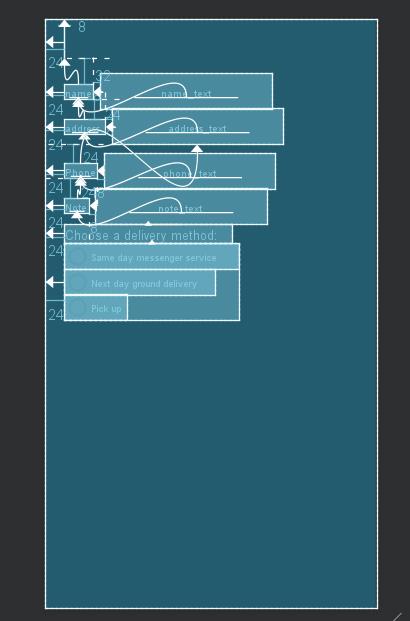 8
24
32
name
name_text
24
address
address_text
24
24
Phone
phone_text
24
8
Note
note_text
24
8
Choose a delivery method:
24
Same day messenger service
Next day ground delivery
Pick up
24